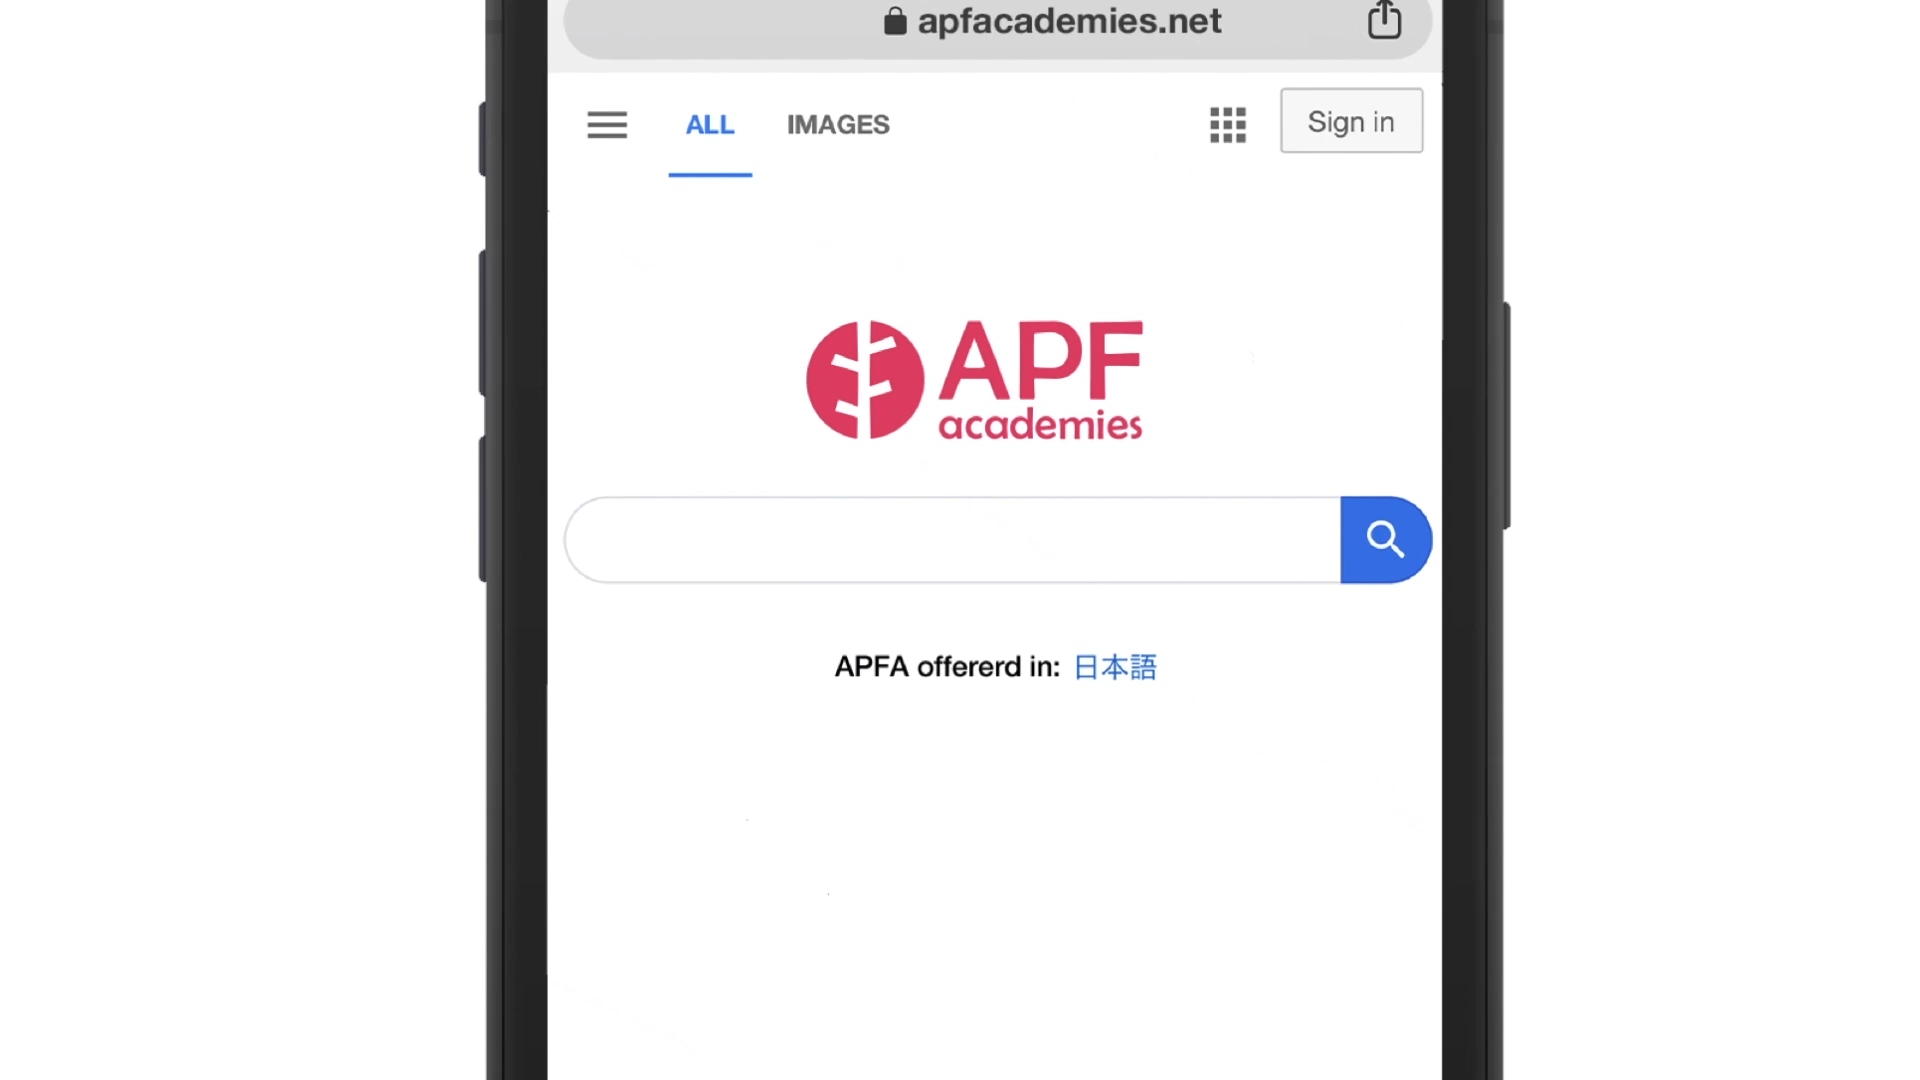 apfacademies.net
ALL IMAGES Sign in
APF
academies
APFA offererd in: 日本語